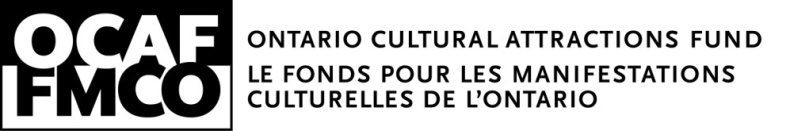 OCAF
FMCO
ONTARIO CULTURAL ATTRACTIONS FUND
LE FONDS POUR LES MANIFESTATIONS
CULTURELLES DE L'ONTARIO